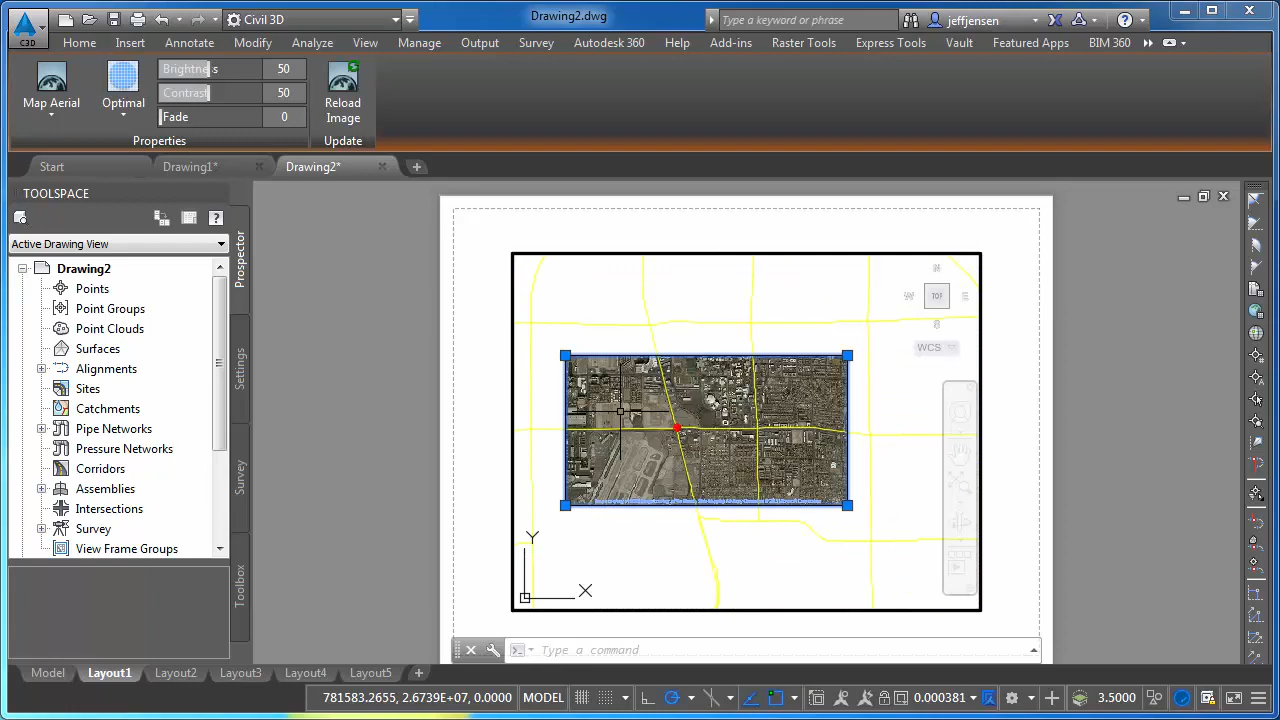 Civil 3D
Drawing2.dwg
Type a keyword or phrase
jeffjensen
C3D
Home Insert Annotate Modify Analyze View Manage Output Survey Autodesk 360 Help Add-ins Raster Tools Express Tools Vault Featured Apps BIM 360
Map Aerial
Optimal
Brightness 50
Contrast 50
Fade 0
Reload
Image
Properties
Update
Start Drawing1* Drawing2*
TOOLSPACE
Active Drawing View
Drawing2
Points
Point Groups
Point Clouds
Surfaces
Alignments
Sites
Catchments
Pipe Networks
Pressure Networks
Corridors
Assemblies
Intersections
Survey
View Frame Groups
Prospector
Settings
Survey
Toolbox
N
W TOP E
WCS
Y
X
Type a command
Model Layout1 Layout2 Layout3 Layout4 Layout5
781583.2655, 2.6739E+07, 0.0000 MODEL 0.000381 3.5000